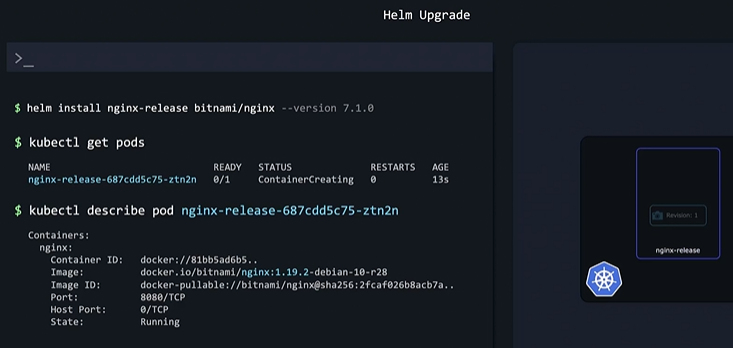 Helm Upgrade
>_
$ helm install nginx-release bitnami/nginx --version 7.1.0
$ kubectl get pods
NAME READY STATUS RESTARTS AGE
nginx-release-687cdd5c75-ztn2n 0/1 ContainerCreating 0 13s
$ kubectl describe pod nginx-release-687cdd5c75-ztn2n
Containers:
nginx:
Container ID: docker://81bb5ad6b5..
Image: docker.io/bitnami/nginx:1.19.2-debian-10-r28
Image ID: docker-pullable://bitnami/nginx@sha256:2fcaf026b8acb7a..
Port: 8080/TCP
Host Port: 0/TCP
State: Running
Revision: 1
nginx-release